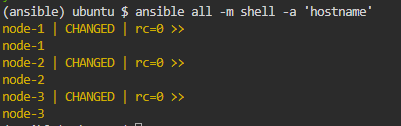 (ansible) ubuntu $ ansible all -m shell -a 'hostname'
node-1 | CHANGED | rc=0 >>
node-1
node-2 | CHANGED | rc=0 >>
node-2
node-3 | CHANGED | rc=0 >>
node-3